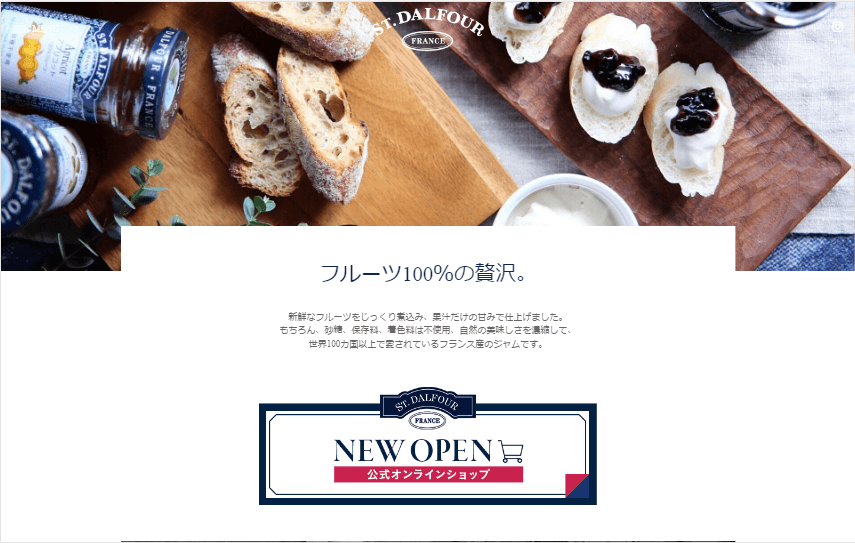 ST. DALFOUR
FRANCE
ST. DALFOUR
FRANCE
フルーツ100%の贅沢。
新鮮なフルーツをじっくり煮込み、果汁だけの甘みで仕上げました。
もちろん、砂糖、保存料、着色料は不使用、自然の美味しさを濃縮して、
世界100カ国以上で愛されているフランス産のジャムです。
ST. DALFOUR
FRANCE
NEW OPEN
公式オンラインショップ